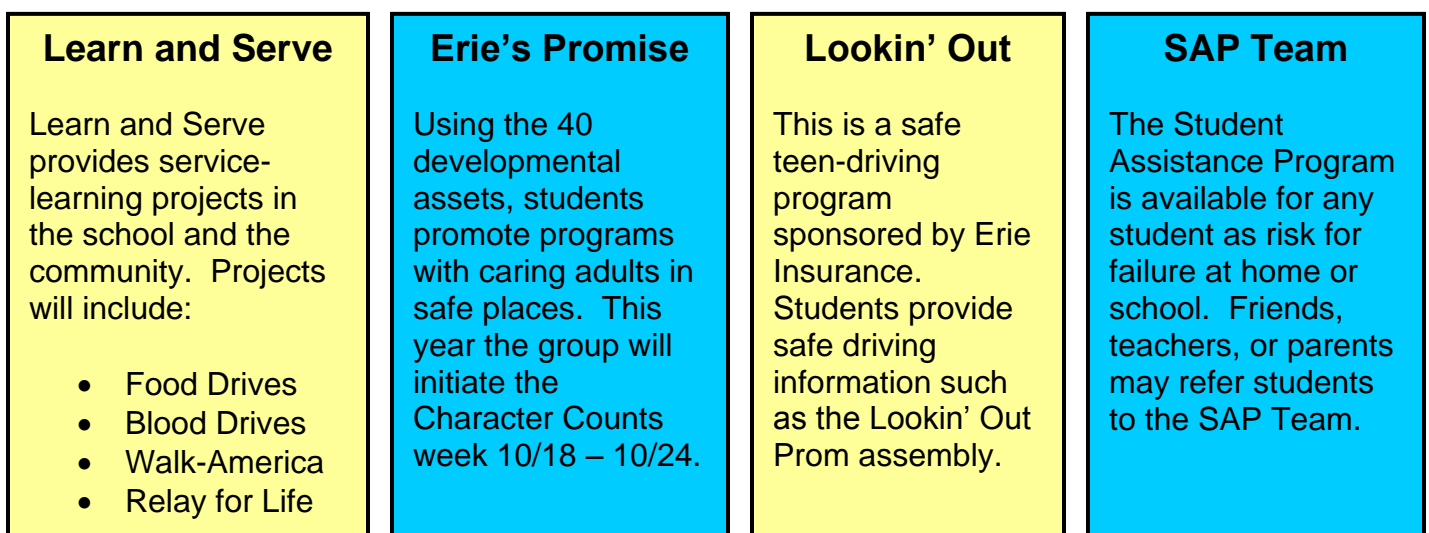 Learn and Serve
Learn and Serve
provides service-
learning projects in
the school and the
community.  Projects
will include:
• Food Drives
• Blood Drives
• Walk-America
• Relay for Life
Erie’s Promise
Using the 40
developmental
assets, students
promote programs
with caring adults in
safe places.  This
year the group will
initiate the
Character Counts
week 10/18 – 10/24.
Lookin’ Out
This is a safe
teen-driving
program
sponsored by Erie
Insurance.
Students provide
safe driving
information such
as the Lookin’ Out
Prom assembly.
SAP Team
The Student
Assistance Program
is available for any
student as risk for
failure at home or
school.  Friends,
teachers, or parents
may refer students
to the SAP Team.